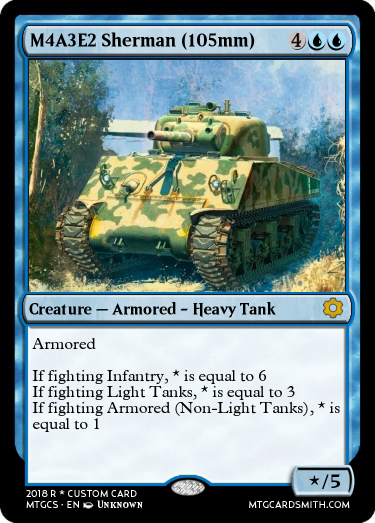 M4A3E2 Sherman (105mm) 4
Creature — Armored – Heavy Tank
Armored
If fighting Infantry, * is equal to 6
If fighting Light Tanks, * is equal to 3
If fighting Armored (Non-Light Tanks), * is
equal to 1
*/5
2018 R * CUSTOM CARD
MTGCS • EN Unknown
MTGCARDSMITH.COM